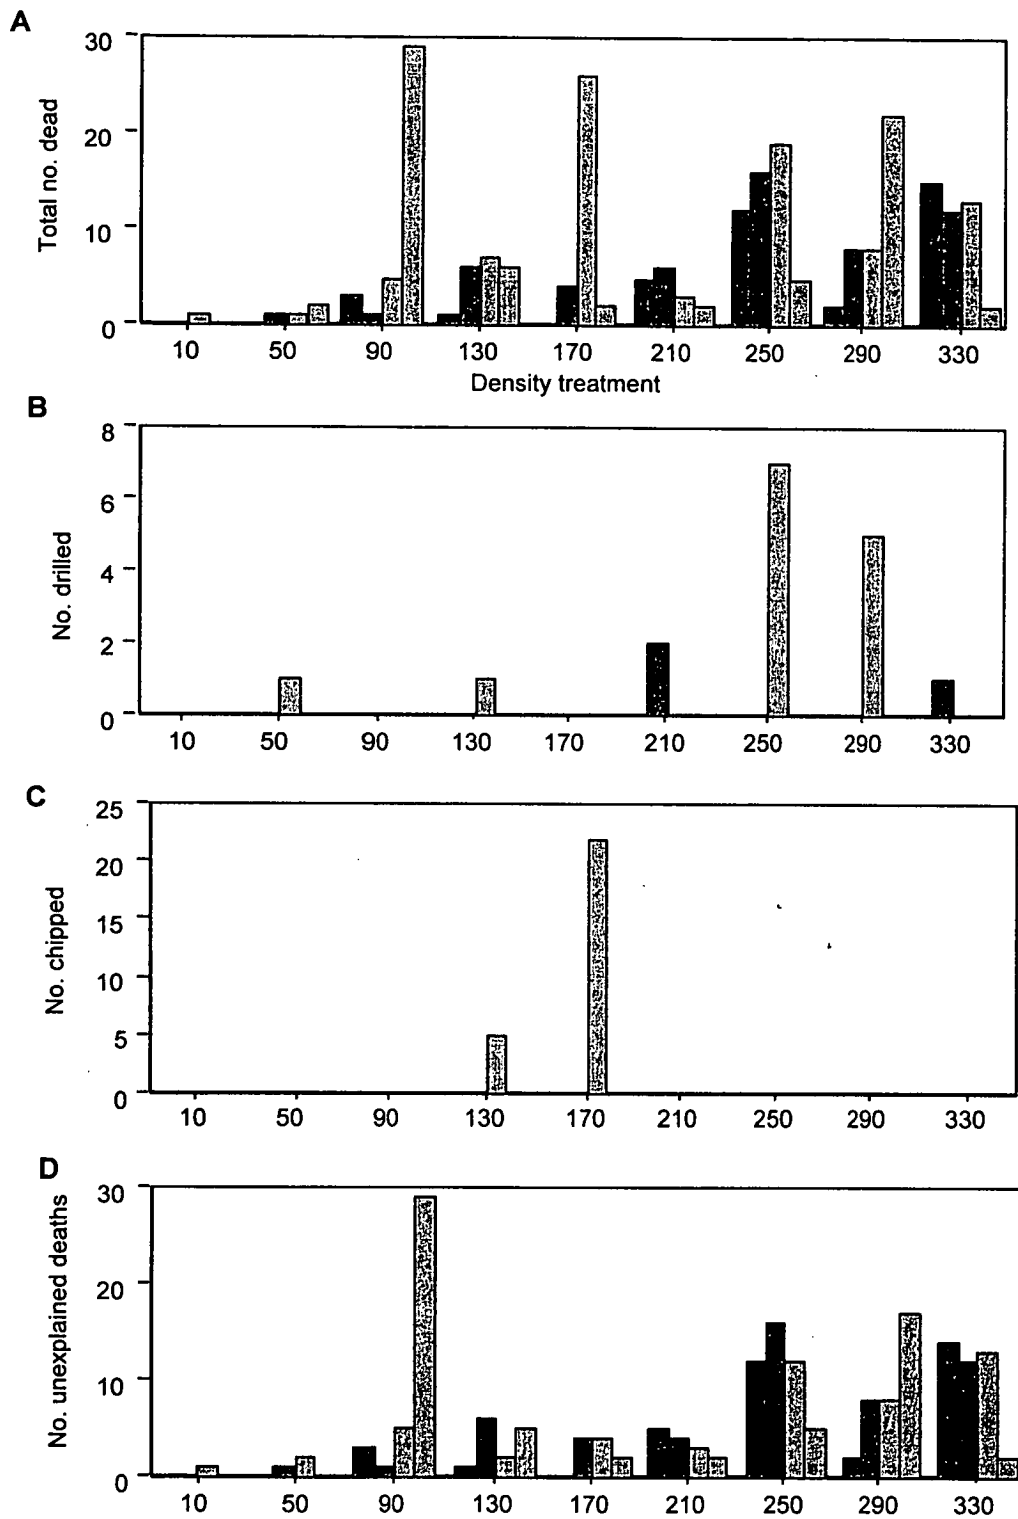 A
Total no. dead
30
20
10
0
10 50 90 130 170 210 250 290 330
Density treatment
B
No. drilled
8
6
4
2
0
10 50 90 130 170 210 250 290 330
C
No. chipped
25
20
15
10
5
0
10 50 90 130 170 210 250 290 330
D
No. unexplained deaths
30
20
10
0
10 50 90 130 170 210 250 290 330